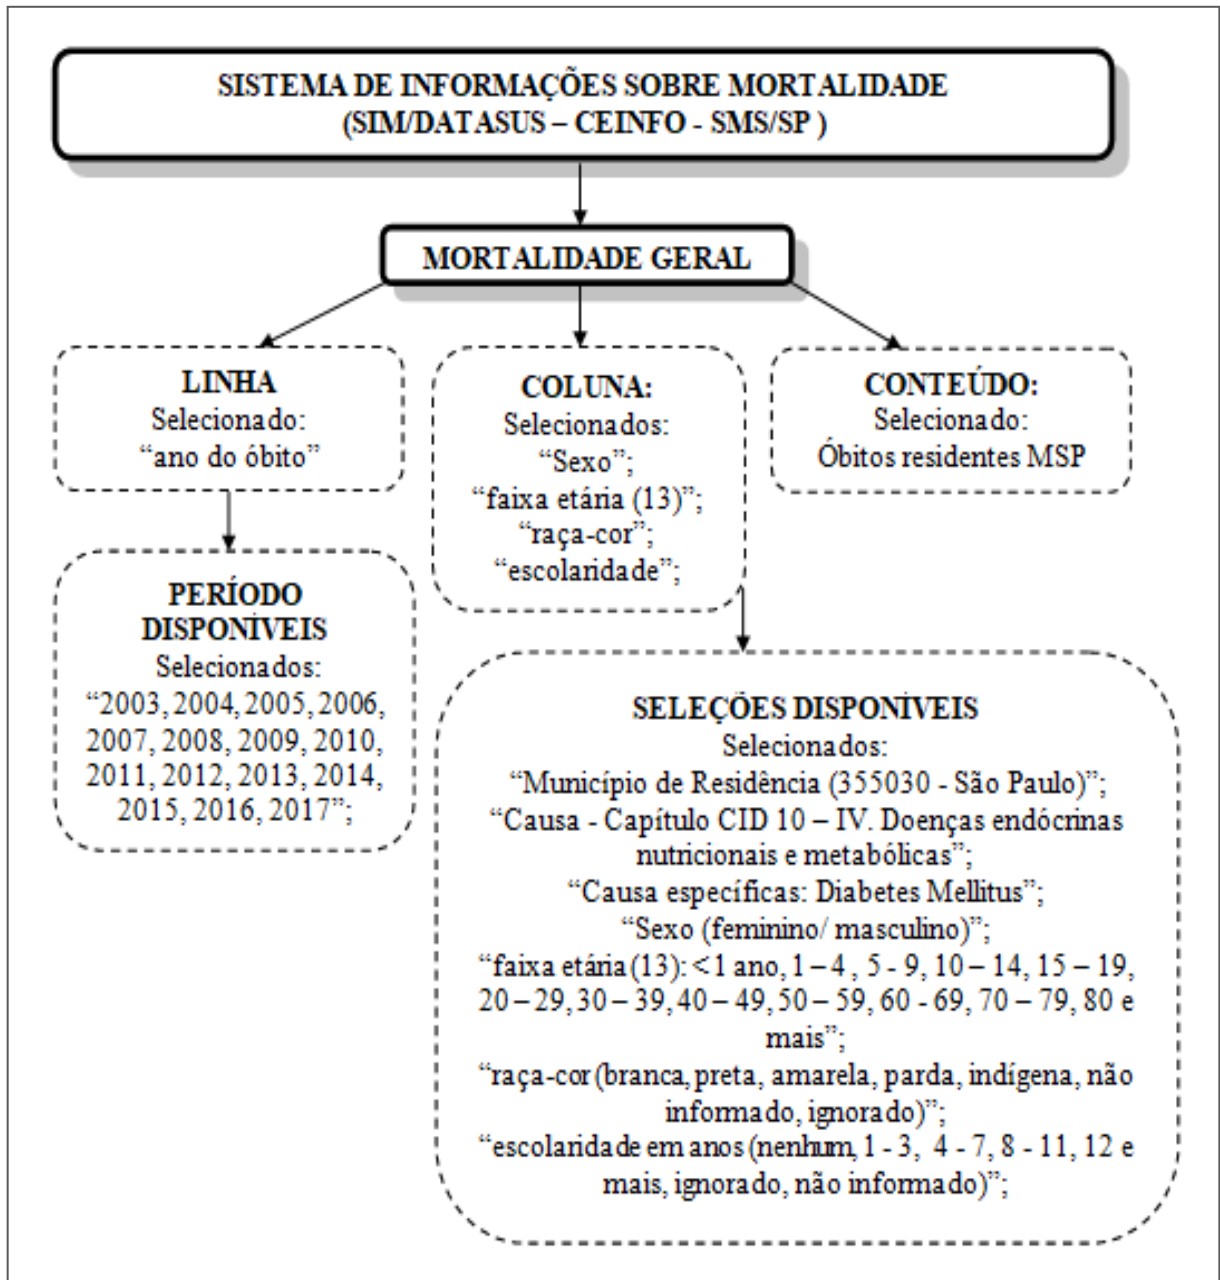 SISTEMA DE INFORMAÇÕES SOBRE MORTALIDADE
(SIM/DATASUS – CEINFO - SMS/SP )
MORTALIDADE GERAL
LINHA
Selecionado:
“ano do óbito”
COLUNA:
Selecionados:
“Sexo”;
“faixa etária (13)”;
“raça-cor”;
“escolaridade”;
CONTEÚDO:
Selecionado:
Óbitos residentes MSP
PERÍODO
DISPONÍVEIS
Selecionados:
“2003, 2004, 2005, 2006,
2007, 2008, 2009, 2010,
2011, 2012, 2013, 2014,
2015, 2016, 2017”;
SELEÇÕES DISPONÍVEIS
Selecionados:
“Município de Residência (355030 - São Paulo)”;
“Causa - Capítulo CID 10 – IV. Doenças endócrinas
nutricionais e metabólicas”;
“Causa específicas: Diabetes Mellitus”;
“Sexo (feminino/ masculino)”;
“faixa etária (13): <1 ano, 1 – 4 , 5 - 9, 10 – 14, 15 – 19,
20 – 29, 30 – 39, 40 – 49, 50 – 59, 60 - 69, 70 – 79, 80 e
mais”;
“raça-cor (branca, preta, amarela, parda, indígena, não
informado, ignorado)”;
“escolaridade em anos (nenhum, 1 - 3, 4 - 7, 8 - 11, 12 e
mais, ignorado, não informado)”;